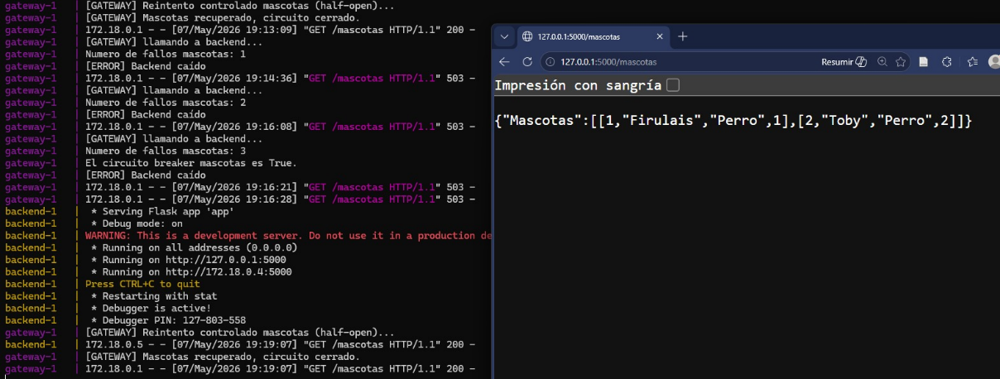 gateway-1 | [GATEWAY] Reintento controlado mascotas (half-open)...
gateway-1 | [GATEWAY] Mascotas recuperado, circuito cerrado.
gateway-1 | 172.18.0.1 - - [07/May/2026 19:13:09] "GET /mascotas HTTP/1.1" 200 -
gateway-1 | [GATEWAY] llamando a backend...
gateway-1 | Numero de fallos mascotas: 1
gateway-1 | [ERROR] Backend caído
gateway-1 | 172.18.0.1 - - [07/May/2026 19:14:36] "GET /mascotas HTTP/1.1" 503 -
gateway-1 | [GATEWAY] llamando a backend...
gateway-1 | Numero de fallos mascotas: 2
gateway-1 | [ERROR] Backend caído
gateway-1 | 172.18.0.1 - - [07/May/2026 19:16:08] "GET /mascotas HTTP/1.1" 503 -
gateway-1 | [GATEWAY] llamando a backend...
gateway-1 | Numero de fallos mascotas: 3
gateway-1 | El circuito breaker mascotas es True.
gateway-1 | [ERROR] Backend caído
gateway-1 | 172.18.0.1 - - [07/May/2026 19:16:21] "GET /mascotas HTTP/1.1" 503 -
gateway-1 | 172.18.0.1 - - [07/May/2026 19:16:28] "GET /mascotas HTTP/1.1" 503 -
backend-1 | * Serving Flask app 'app'
backend-1 | * Debug mode: on
backend-1 | WARNING: This is a development server. Do not use it in a production de
backend-1 | * Running on all addresses (0.0.0.0)
backend-1 | * Running on http://127.0.0.1:5000
backend-1 | * Running on http://172.18.0.4:5000
backend-1 | Press CTRL+C to quit
backend-1 | * Restarting with stat
backend-1 | * Debugger is active!
backend-1 | * Debugger PIN: 127-803-558
gateway-1 | [GATEWAY] Reintento controlado mascotas (half-open)...
backend-1 | 172.18.0.5 - - [07/May/2026 19:19:07] "GET /mascotas HTTP/1.1" 200 -
gateway-1 | [GATEWAY] Mascotas recuperado, circuito cerrado.
gateway-1 | 172.18.0.1 - - [07/May/2026 19:19:07] "GET /mascotas HTTP/1.1" 200 -
127.0.0.1:5000/mascotas
127.0.0.1:5000/mascotas Resumir
Impresión con sangría
{"Mascotas":[[1,"Firulais","Perro",1],[2,"Toby","Perro",2]]}